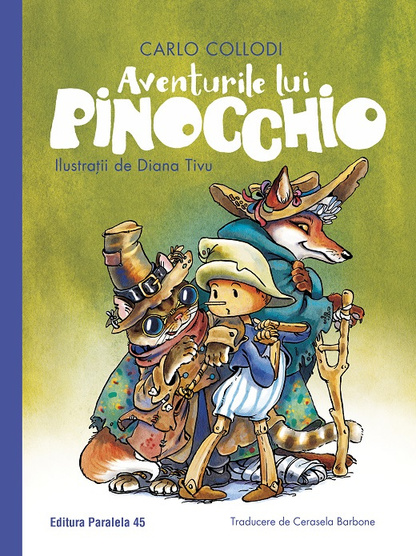 CARLO COLLODI
Aventurile lui
PINOCCHIO
Ilustrații de Diana Tivu
Editura Paralela 45
Traducere de Cerasela Barbone